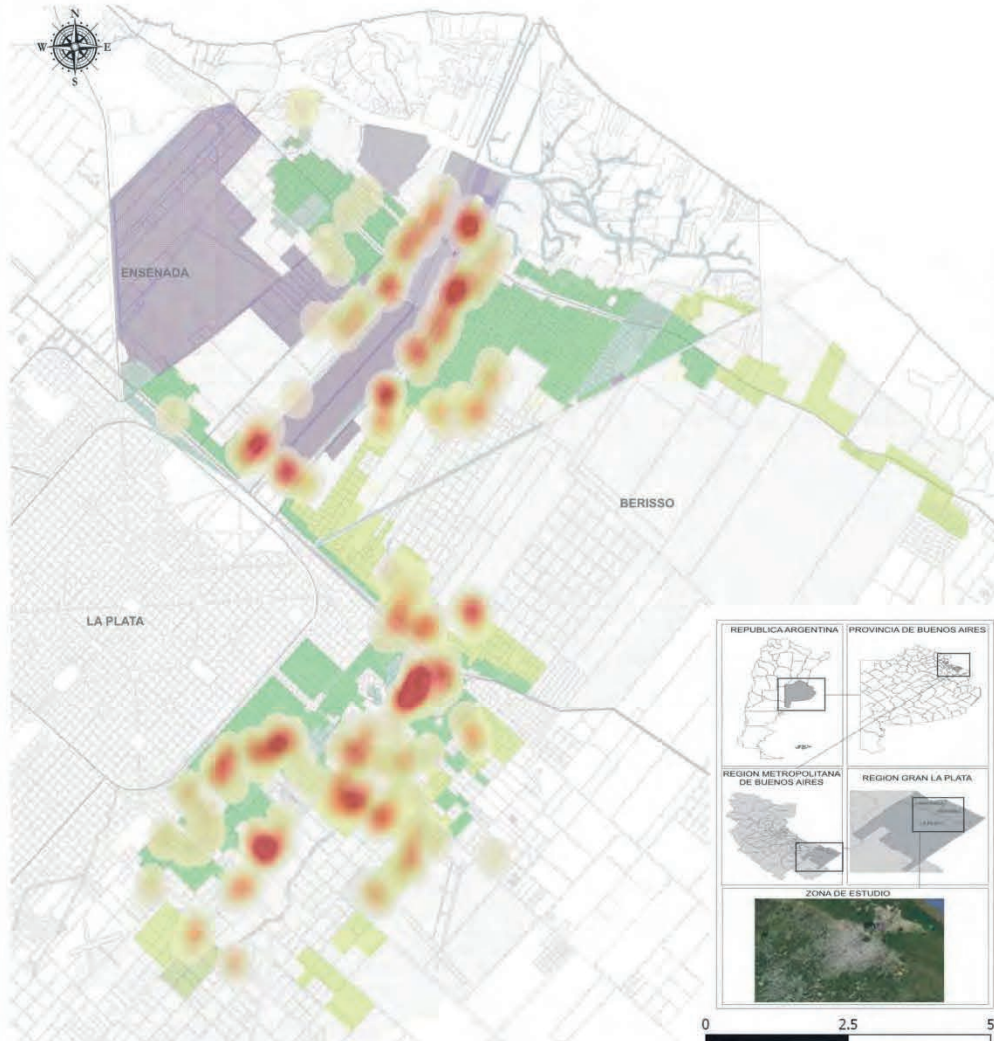 N
W E
S
ENSENADA
BERISSO
LA PLATA
REPUBLICA ARGENTINA
PROVINCIA DE BUENOS AIRES
REGION METROPOLITANA
DE BUENOS AIRES
REGION GRAN LA PLATA
ZONA DE ESTUDIO
0 2.5 5